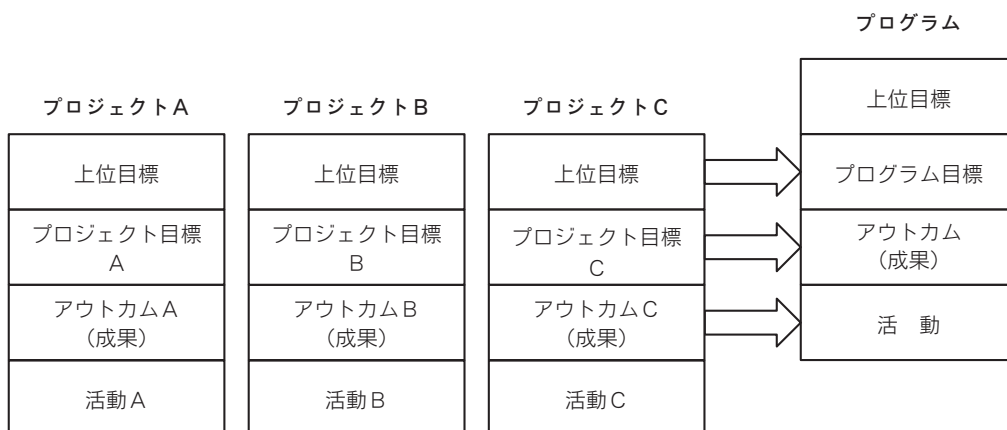 プログラム
上位目標
プログラム目標
アウトカム
（成果）
活　動
プロジェクトA
上位目標
プロジェクト目標
A
アウトカムA
（成果）
活動A
プロジェクトB
上位目標
プロジェクト目標
B
アウトカムB
（成果）
活動B
プロジェクトC
上位目標
プロジェクト目標
C
アウトカムC
（成果）
活動C